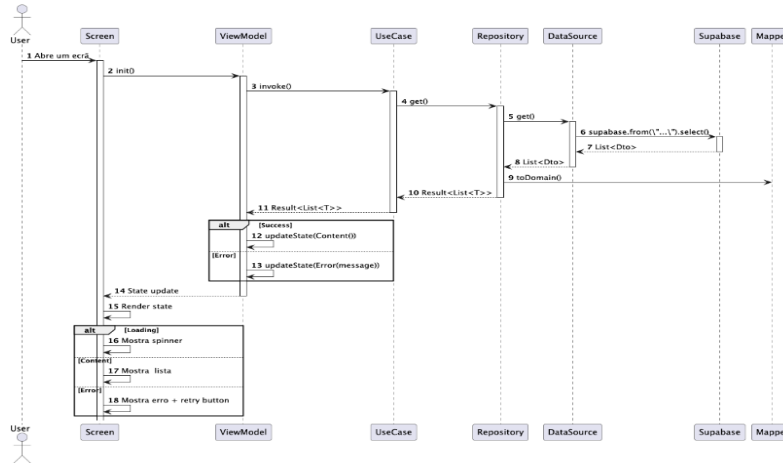 User
Screen
ViewModel
UseCase
Repository
DataSource
Supabase
Mappe
1 Abre um ecrã
2 init()
3 invoke()
4 get()
5 get()
6 supabase.from(\"...\").select()
7 List<Dto>
8 List<Dto>
9 toDomain()
10 Result<List<T>>
11 Result<List<T>>
alt [Success]
12 updateState(Content())
[Error]
13 updateState(Error(message))
14 State update
15 Render state
alt [Loading]
16 Mostra spinner
[Content]
17 Mostra lista
[Error]
18 Mostra erro + retry button
User
Screen
ViewModel
UseCase
Repository
DataSource
Supabase
Mappe